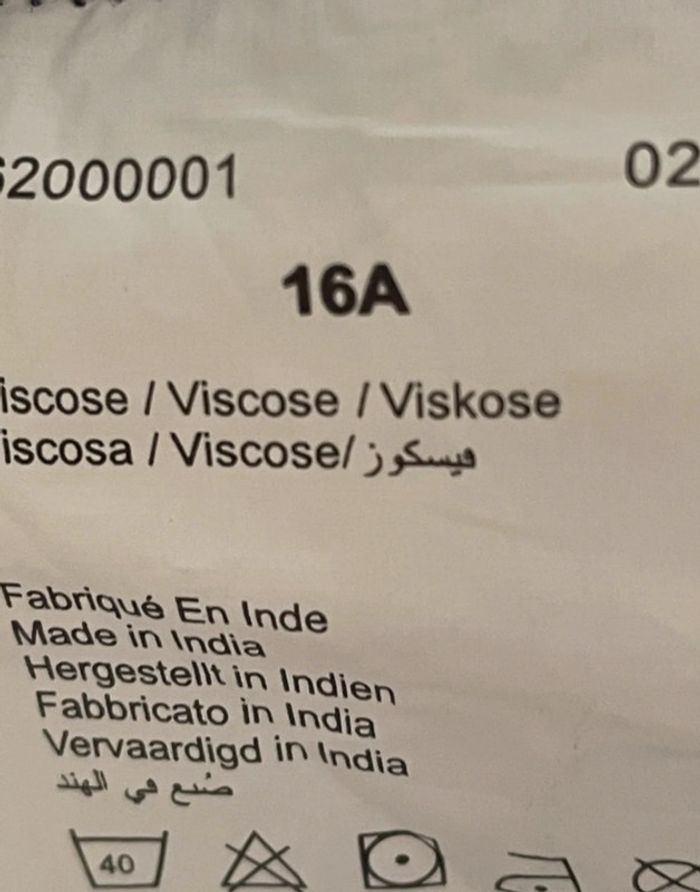 2000001 02
16A
iscose / Viscose / Viskose
iscosa / Viscose/ فيسكوز
Fabriqué En Inde
Made in India
Hergestellt in Indien
Fabbricato in India
Vervaardigd in India
صُنع في الهند
40